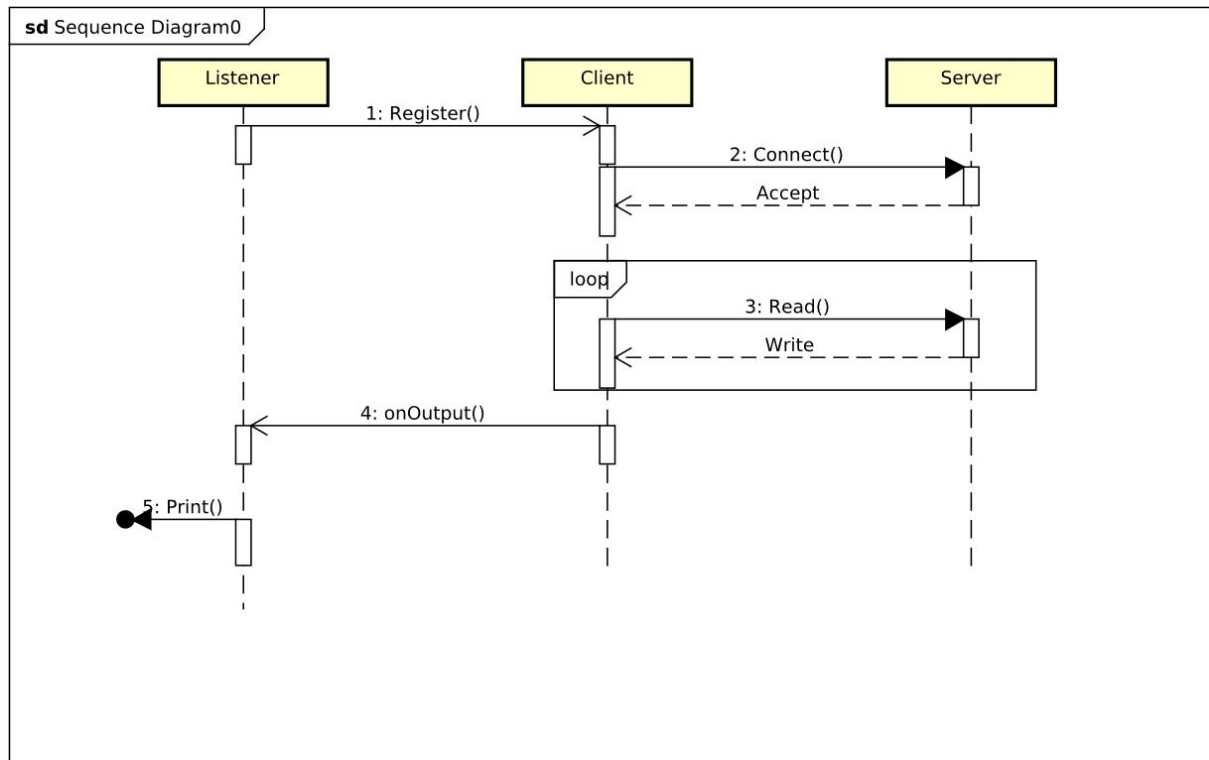 sd Sequence Diagram0
Listener
Client
Server
1: Register()
2: Connect()
Accept
loop
3: Read()
Write
4: onOutput()
5: Print()